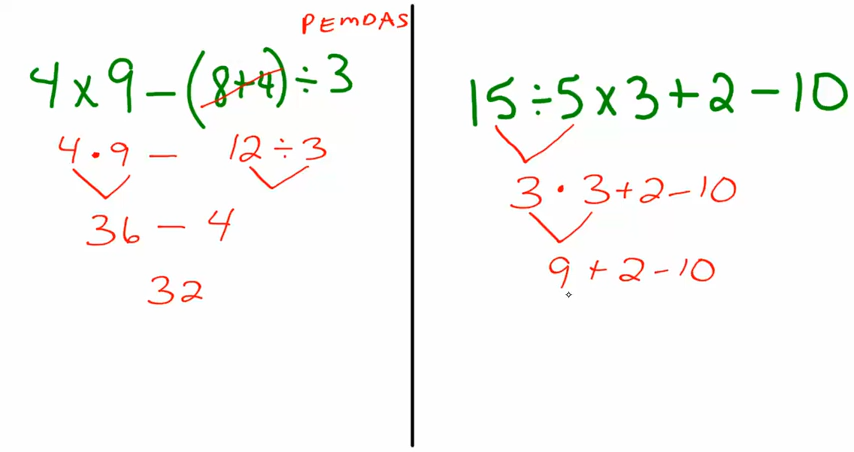 PEMDAS
4 x 9 – (8+4) ÷ 3
4 · 9 – 12 ÷ 3
36 – 4
32
15 ÷ 5 x 3 + 2 – 10
3 · 3 + 2 – 10
9 + 2 – 10